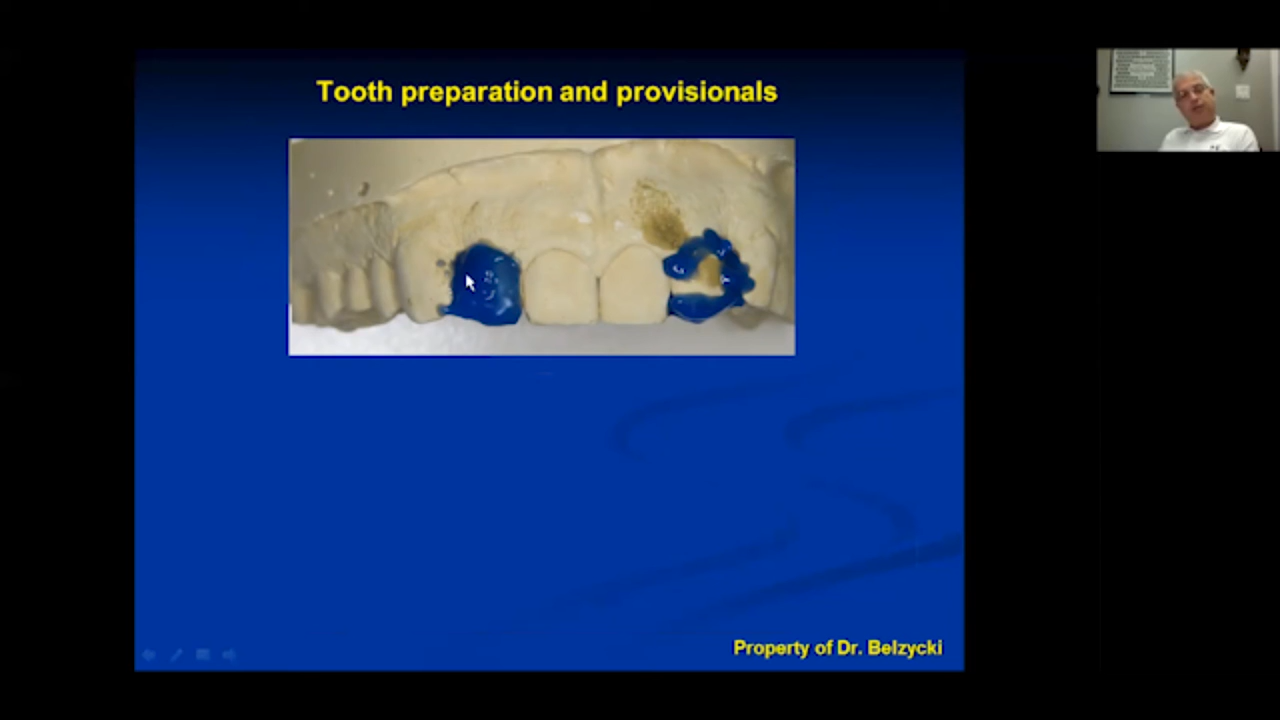 Tooth preparation and provisionals
Property of Dr. Belzycki